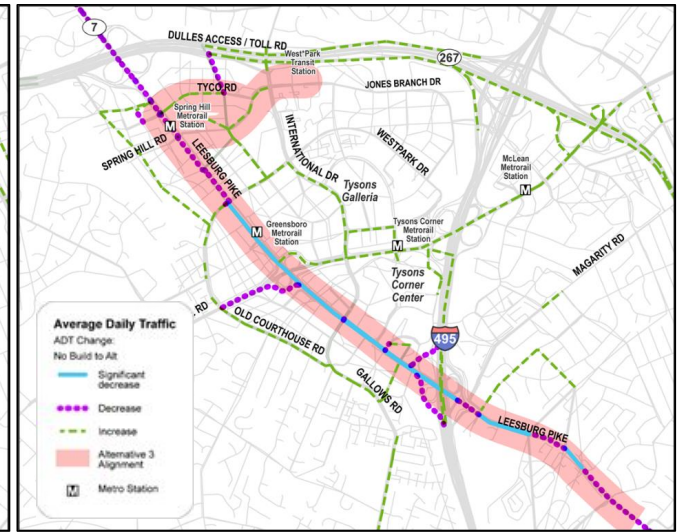 7
DULLES ACCESS / TOLL RD
West*Park
Transit
Station
267
JONES BRANCH DR
TYCO RD
Spring Hill
Metrorail
Station
M
SPRING HILL RD
LEESBURG PIKE
INTERNATIONAL DR
WESTPARK DR
McLean
Metrorail
Station
M
Tysons
Galleria
Greensboro
Metrorail
Station
M
Tysons Corner
Metrorail
Station
M
MAGARITY RD
Tysons
Corner
Center
RD
OLD COURTHOUSE RD
495
GALLOWS RD
LEESBURG PIKE
Average Daily Traffic
ADT Change:
No Build to Alt
Significant
decrease
Decrease
Increase
Alternative 3
Alignment
M Metro Station